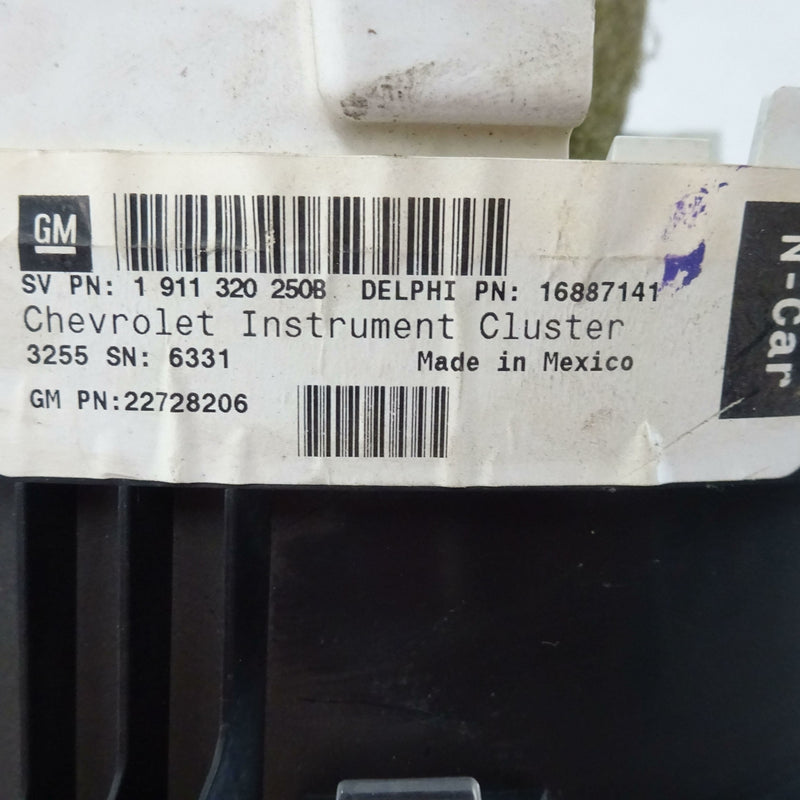 GM
SV PN: 1 911 320 250B DELPHI PN: 16887141
Chevrolet Instrument Cluster
3255 SN: 6331 Made in Mexico
GM PN:22728206
N-Car